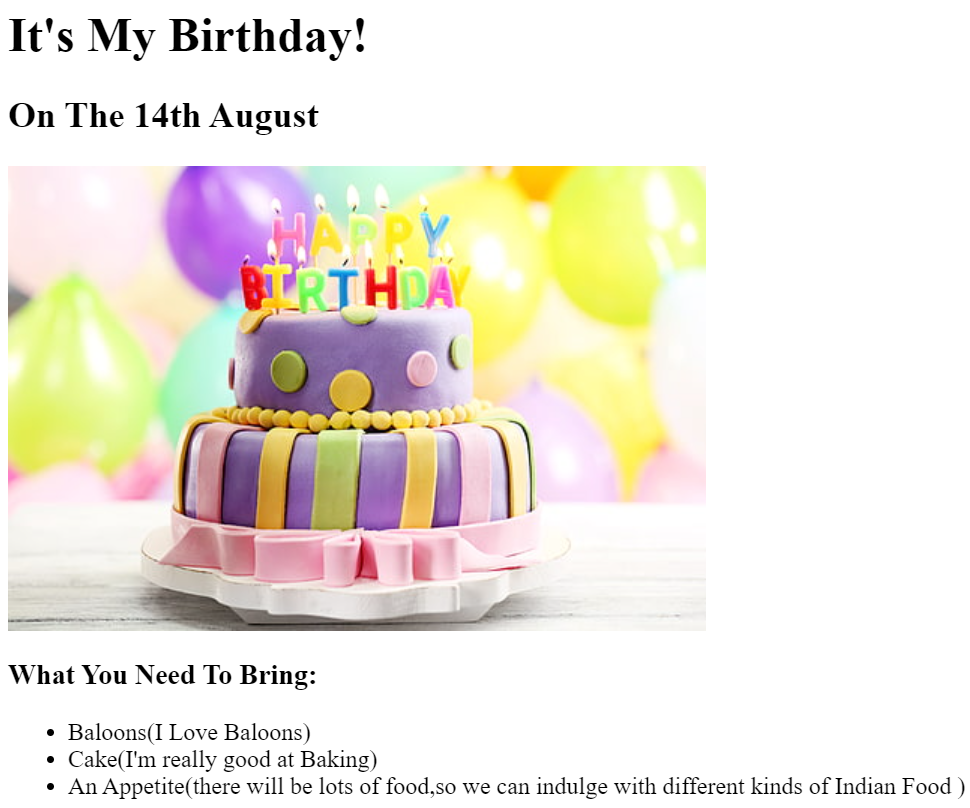 It's My Birthday!
On The 14th August
HAPPY
BIRTHDAY
What You Need To Bring:
Baloons(I Love Baloons)
Cake(I'm really good at Baking)
An Appetite(there will be lots of food,so we can indulge with different kinds of Indian Food )